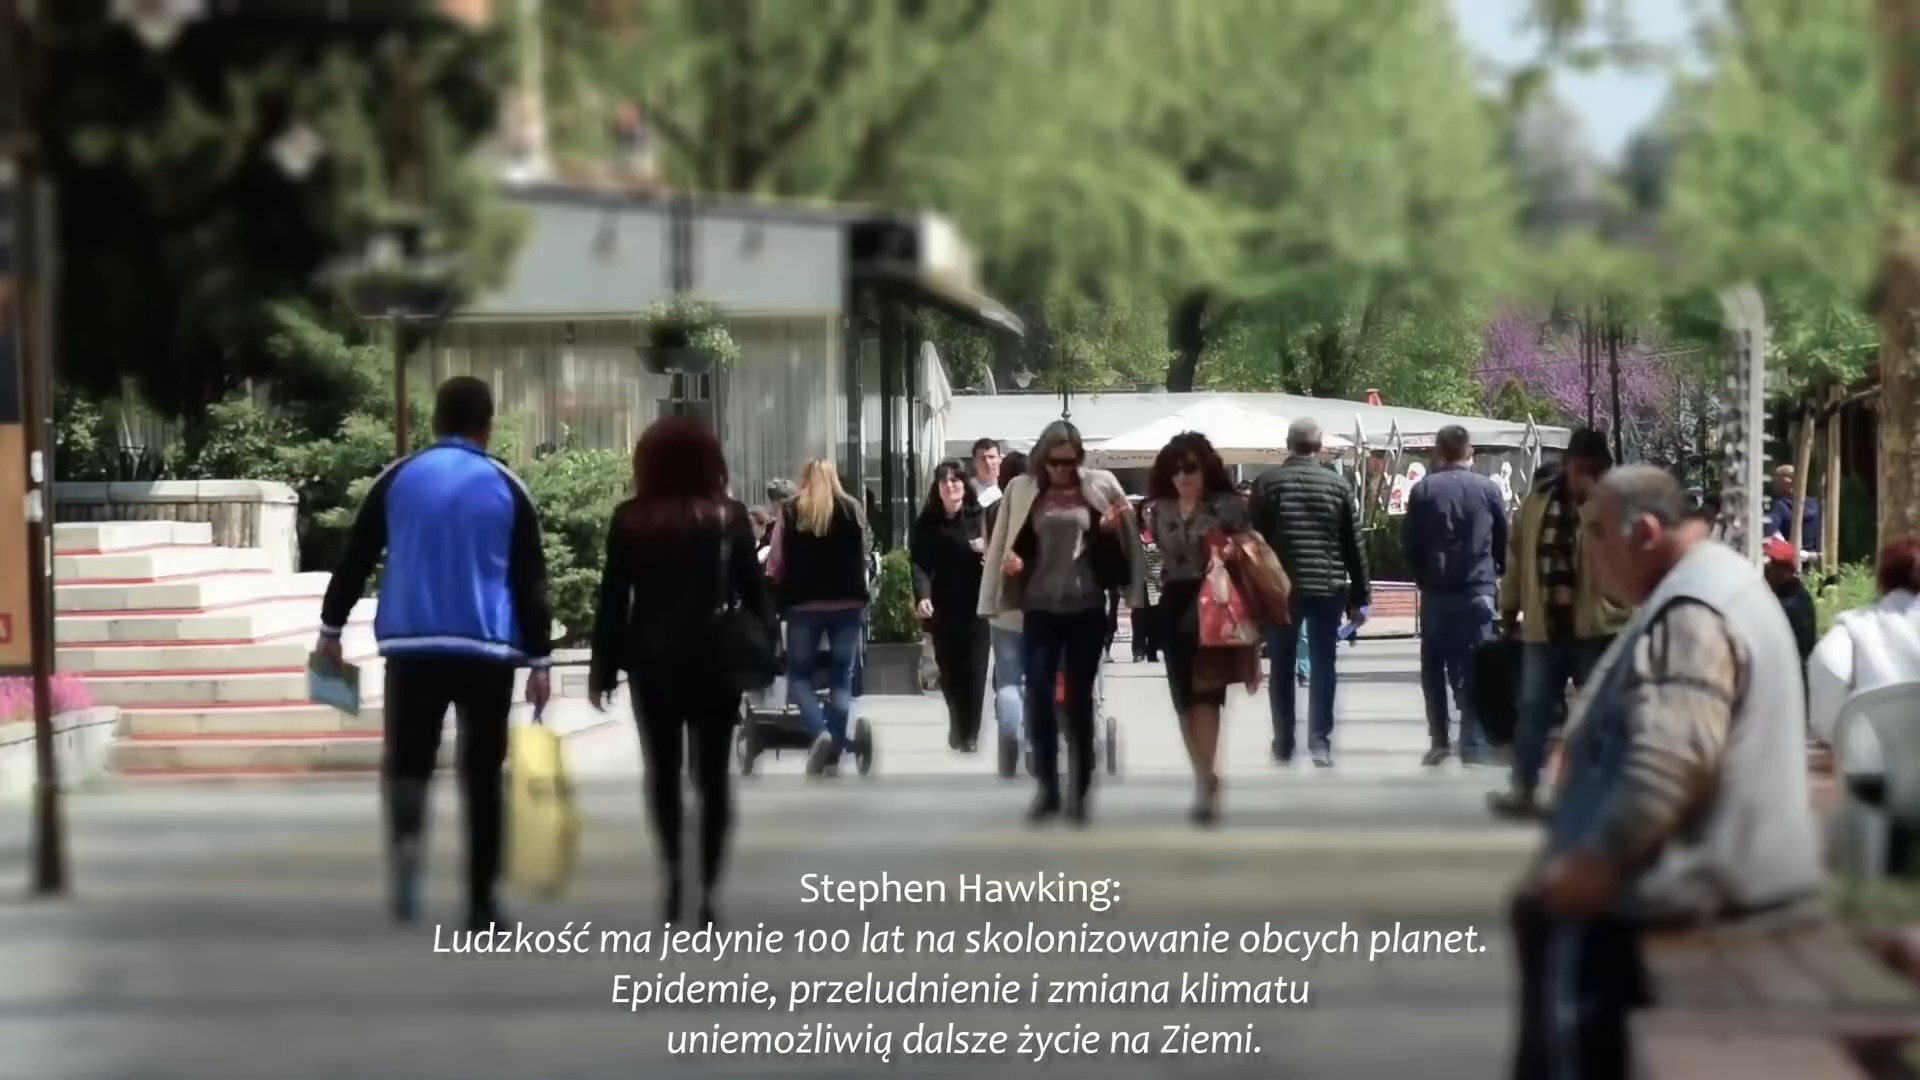 Stephen Hawking:
Ludzkość ma jedynie 100 lat na skolonizowanie obcych planet.
Epidemie, przeludnienie i zmiana klimatu
uniemożliwią dalsze życie na Ziemi.